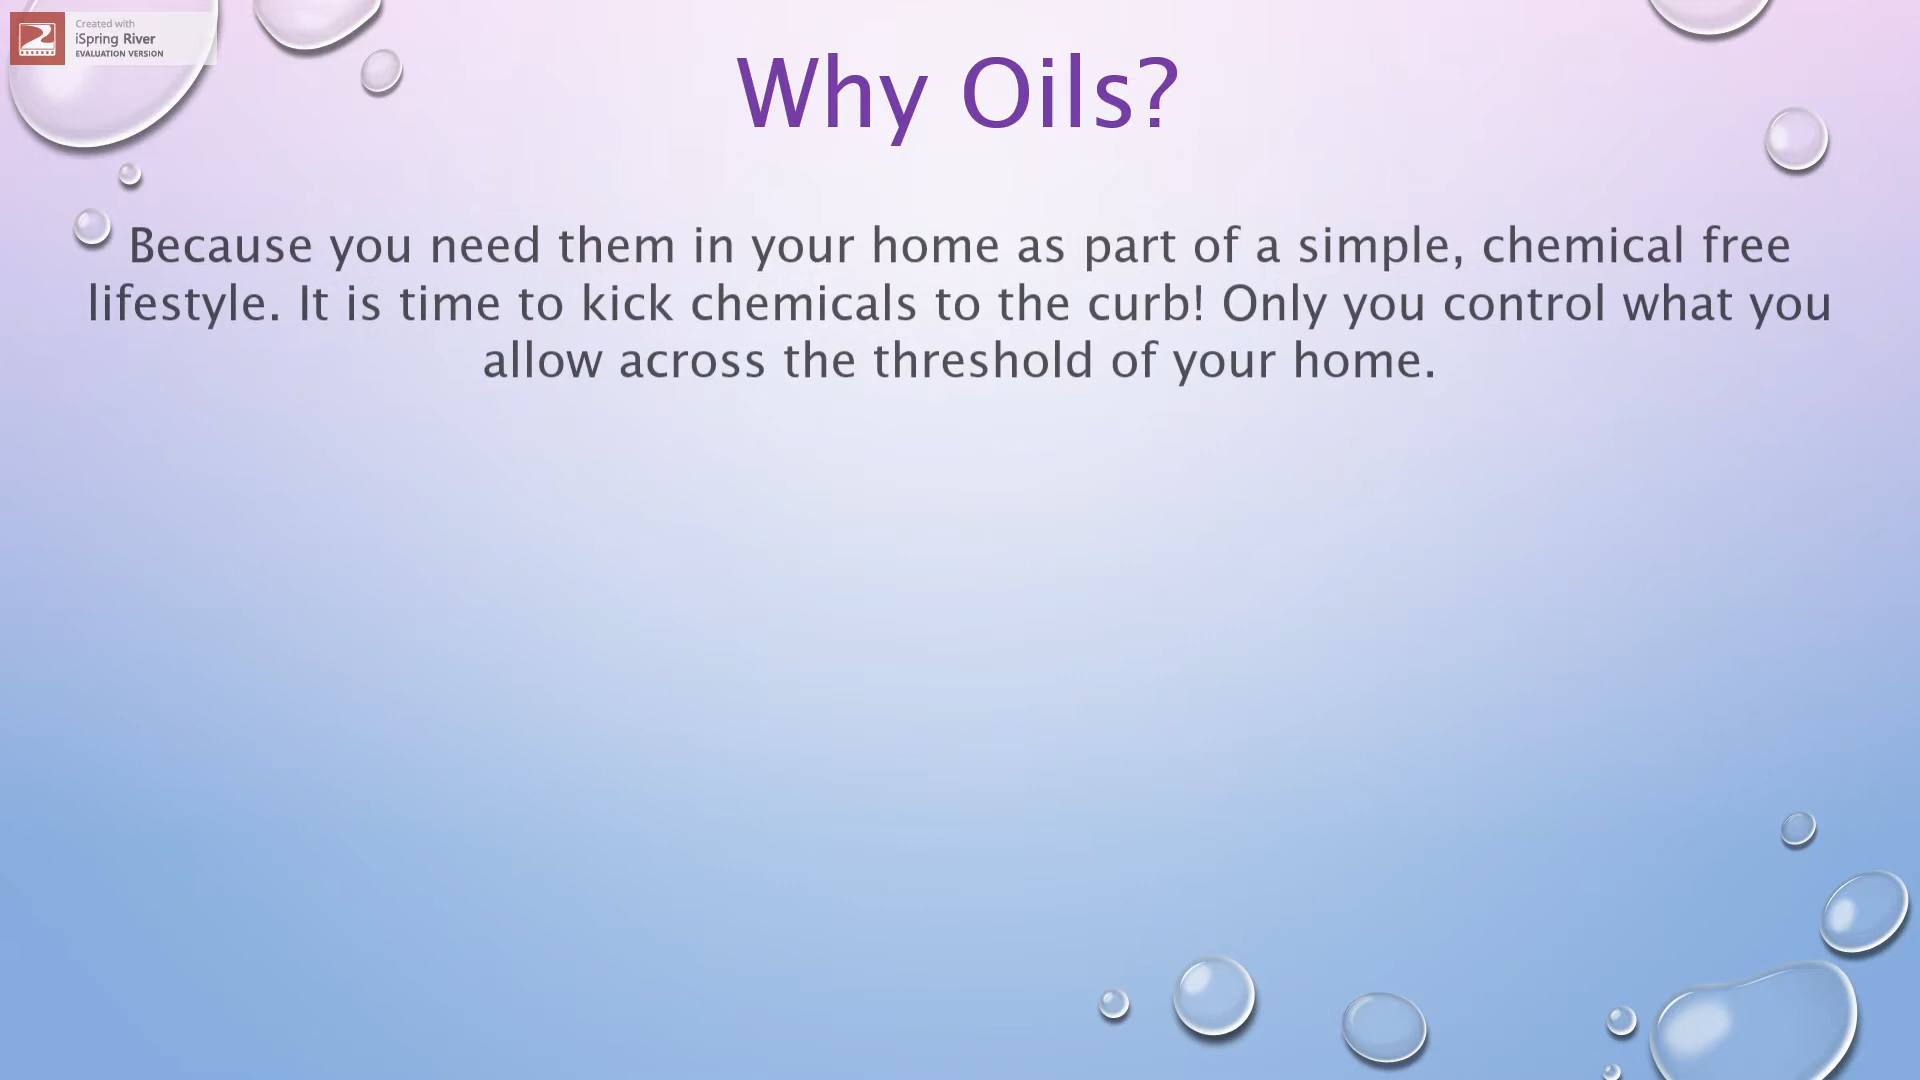 Created with
iSpring River
EVALUATION VERSION
Why Oils?
Because you need them in your home as part of a simple, chemical free
lifestyle. It is time to kick chemicals to the curb! Only you control what you
allow across the threshold of your home.